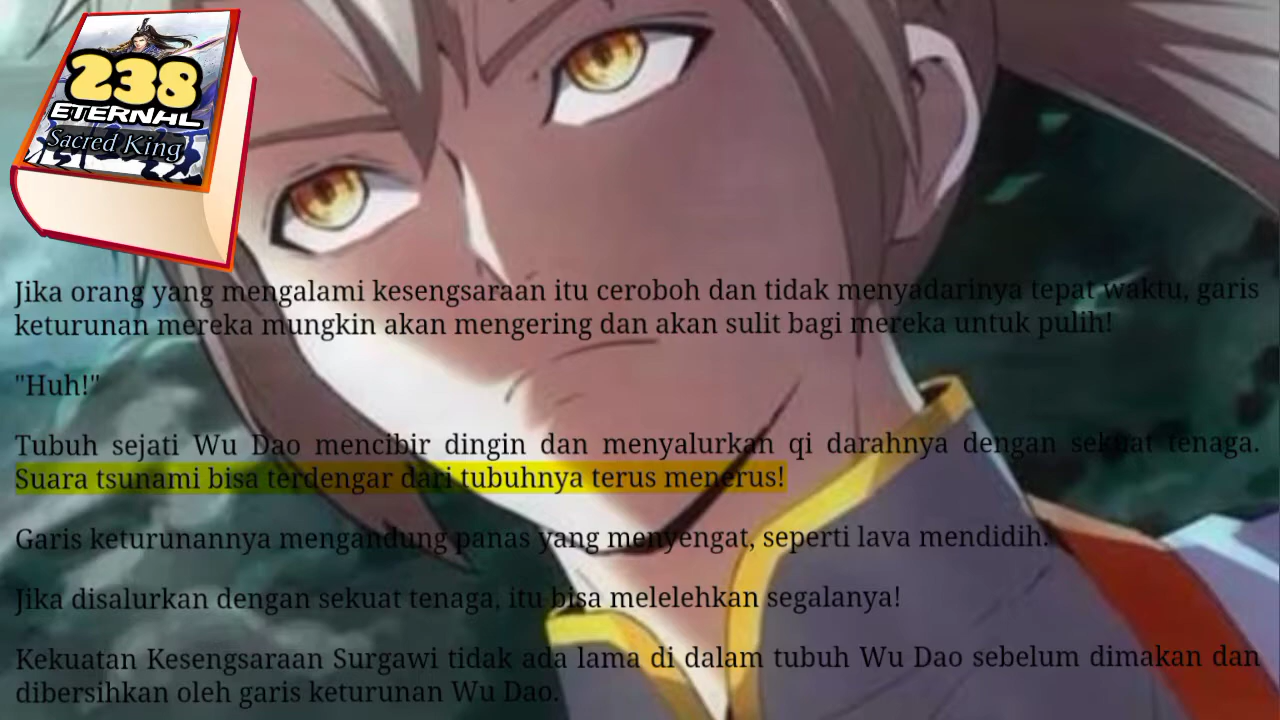 238
ETERNAL
Sacred King
Jika orang yang mengalami kesengsaraan itu ceroboh dan tidak menyadarinya tepat waktu, garis
keturunan mereka mungkin akan mengering dan akan sulit bagi mereka untuk pulih!
"Huh!"
Tubuh sejati Wu Dao mencibir dingin dan menyalurkan qi darahnya dengan sekuat tenaga.
Suara tsunami bisa terdengar dari tubuhnya terus menerus!
Garis keturunannya mengandung panas yang menyengat, seperti lava mendidih.
Jika disalurkan dengan sekuat tenaga, itu bisa melelehkan segalanya!
Kekuatan Kesengsaraan Surgawi tidak ada lama di dalam tubuh Wu Dao sebelum dimakan dan
dibersihkan oleh garis keturunan Wu Dao.